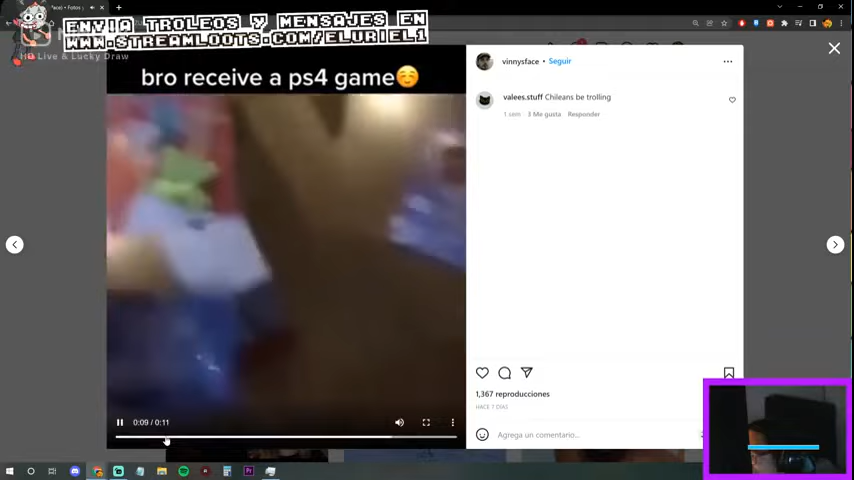 ENVIA TROLEOS Y MENSAJES EN
WWW.STREAMLOOTS.COM/ELURIEL1
HD Live & Lucky Draw
bro receive a ps4 game☺️
vinnysface • Seguir
valees.stuff Chileans be trolling
1 sem 3 Me gusta Responder
0:09 / 0:11
1,367 reproducciones
HACE 1 DÍAS
Agrega un comentario...